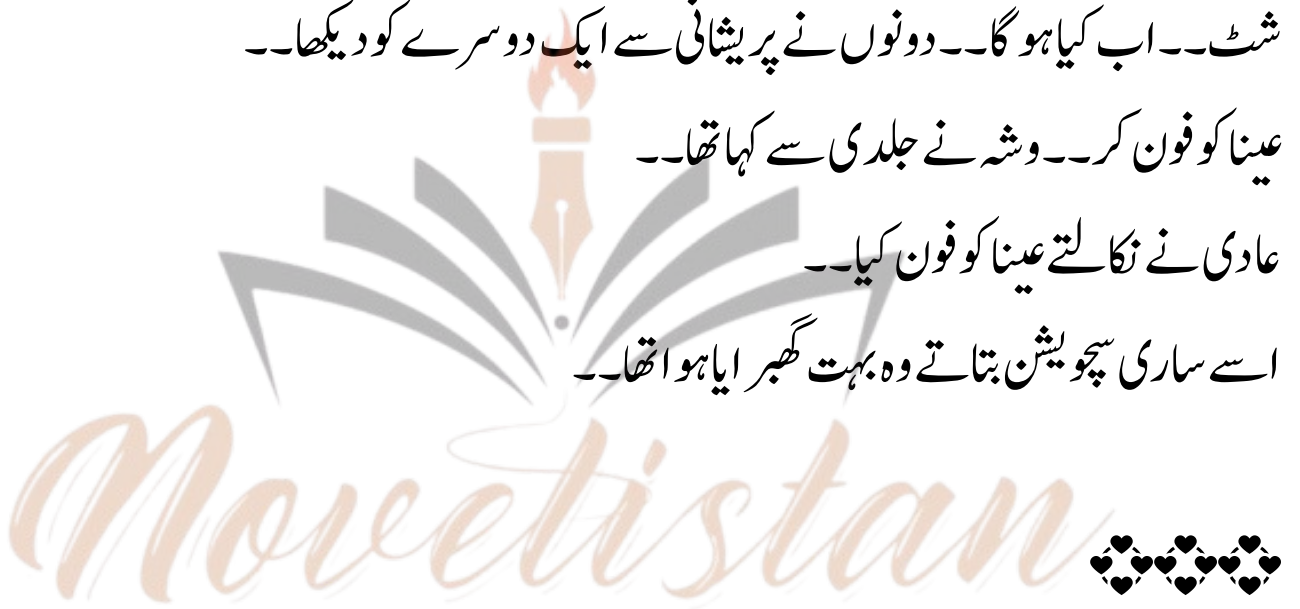 شٹ۔۔اب کیا ہو گا۔۔دونوں نے پریشانی سے ایک دوسرے کو دیکھا۔۔
عینا کو فون کر۔۔وشہ نے جلدی سے کہا تھا۔۔
عادی نے نکالتے عینا کو فون کیا۔۔
اسے ساری سچویشن بتاتے وہ بہت گھبرایا ہوا تھا۔۔
Novelistan